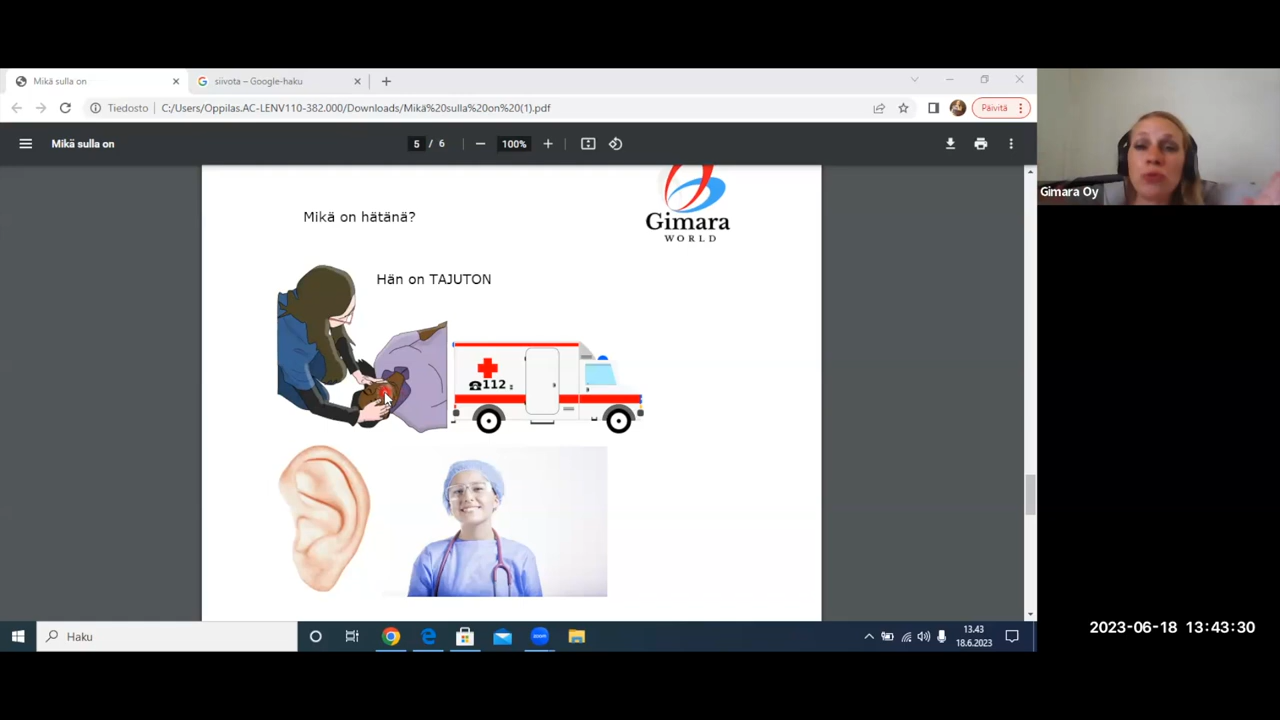 Mikä sulla on
siivota – Google-haku
Tiedosto
C:/Users/Oppilas.AC-LENV110-382.000/Downloads/Mikä%20sulla%20on%20(1).pdf
Päivitä
Mikä sulla on
5 / 6
100%
Gimara Oy
Mikä on hätänä?
Gimara
WORLD
Hän on TAJUTON
112
Haku
13.43
18.6.2023
2023-06-18 13:43:30